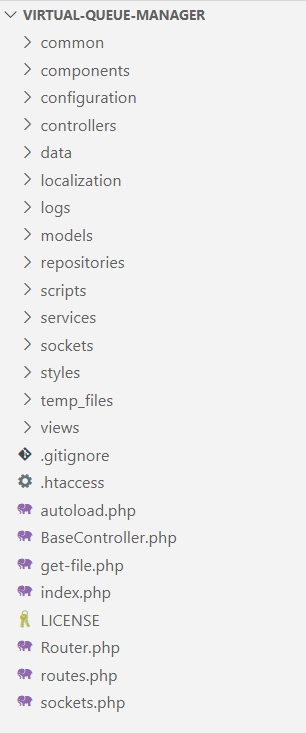 VIRTUAL-QUEUE-MANAGER
common
components
configuration
controllers
data
localization
logs
models
repositories
scripts
services
sockets
styles
temp_files
views
.gitignore
.htaccess
autoload.php
BaseController.php
get-file.php
index.php
LICENSE
Router.php
routes.php
sockets.php